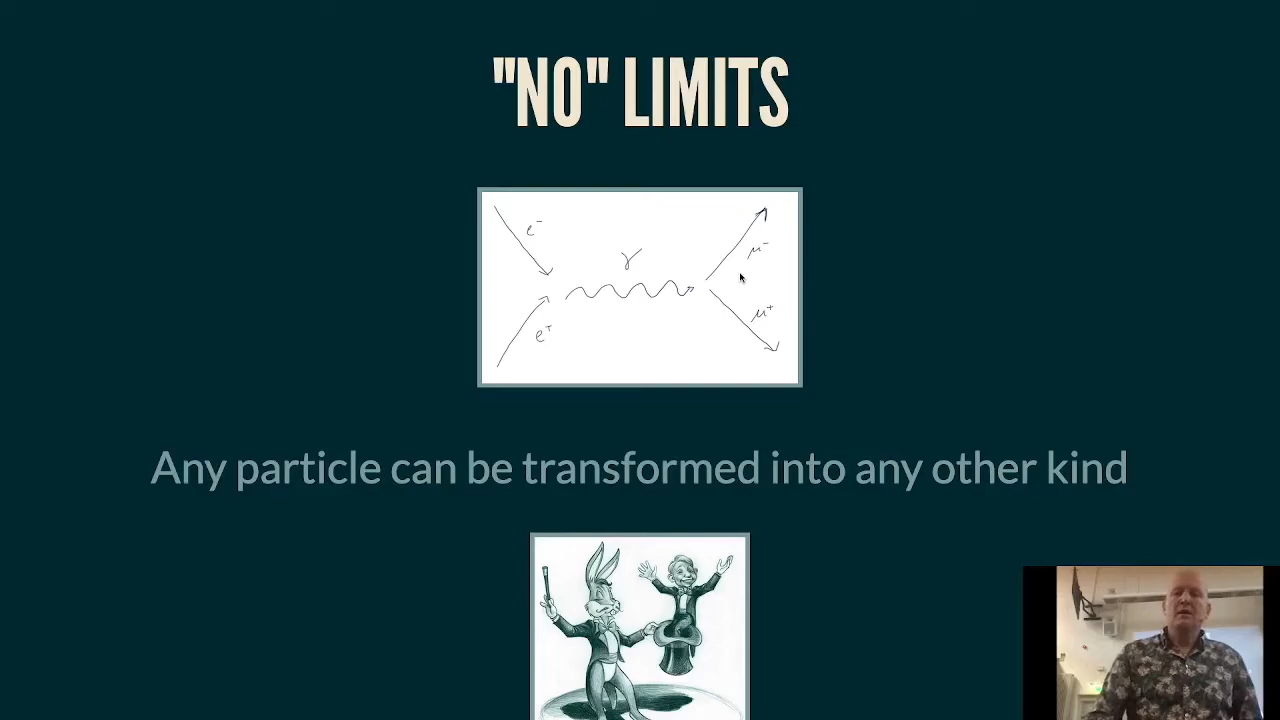 "NO" LIMITS
e⁻
γ
μ⁻
e⁺
μ⁺
Any particle can be transformed into any other kind